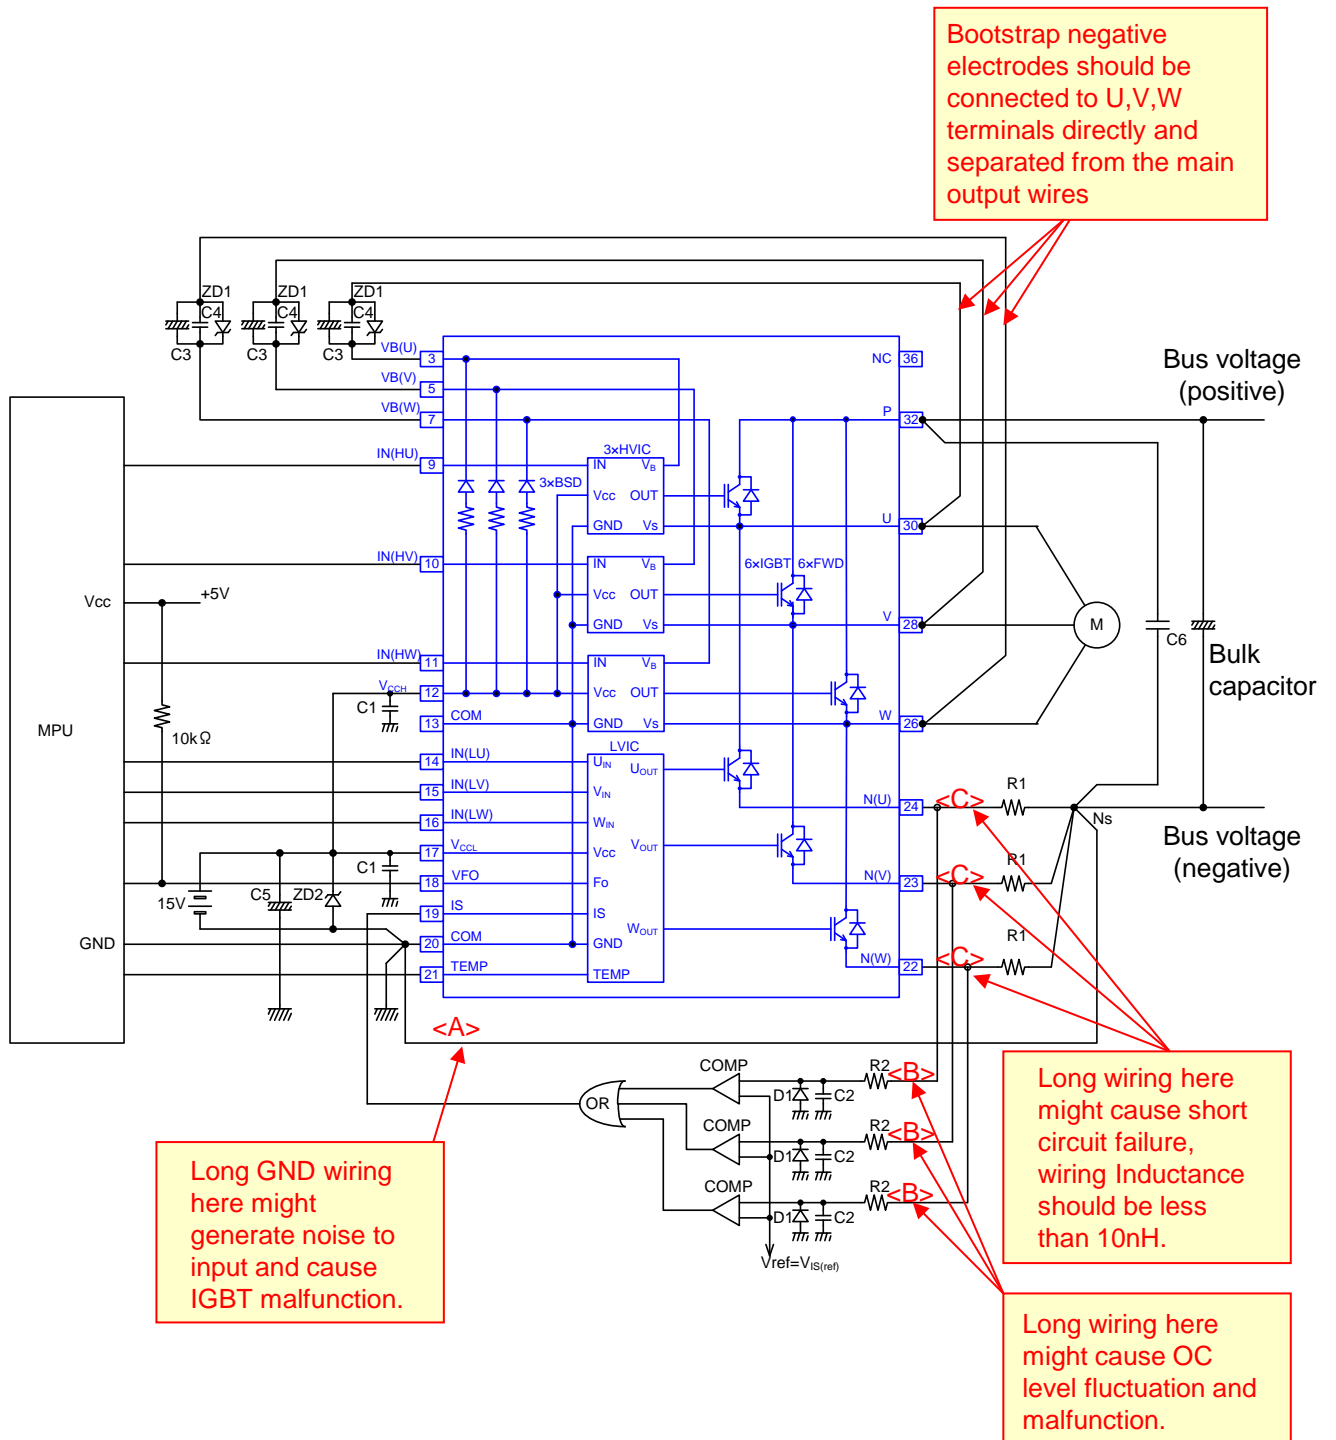 Bootstrap negative
electrodes should be
connected to U,V,W
terminals directly and
separated from the main
output wires
ZD1
C4
C3
ZD1
C4
C3
ZD1
C4
C3
VB(U)
3
VB(V)
5
VB(W)
7
NC
36
P
32
Bus voltage
(positive)
IN(HU)
9
3×HVIC
IN
VB
3×BSD
Vcc
OUT
GND
Vs
U
30
IN(HV)
10
IN
VB
6×IGBT
6×FWD
Vcc
OUT
GND
Vs
V
28
M
C6
Bulk
capacitor
Vcc
+5V
IN(HW)
11
IN
VB
VCCH
12
Vcc
OUT
C1
COM
13
GND
Vs
W
26
MPU
10kΩ
LVIC
IN(LU)
14
UIN
UOUT
IN(LV)
15
VIN
N(U)
24
<C>
R1
Ns
IN(LW)
16
WIN
VCCL
17
Vcc
VOUT
Bus voltage
(negative)
C1
VFO
18
Fo
N(V)
23
<C>
R1
15V
C5
ZD2
IS
19
IS
WOUT
R1
GND
COM
20
GND
N(W)
22
<C>
TEMP
21
TEMP
<A>
COMP
R2
<B>
OR
D1
C2
COMP
R2
<B>
D1
C2
COMP
R2
<B>
D1
C2
Vref=VIS(ref)
Long GND wiring
here might
generate noise to
input and cause
IGBT malfunction.
Long wiring here
might cause short
circuit failure,
wiring Inductance
should be less
than 10nH.
Long wiring here
might cause OC
level fluctuation and
malfunction.